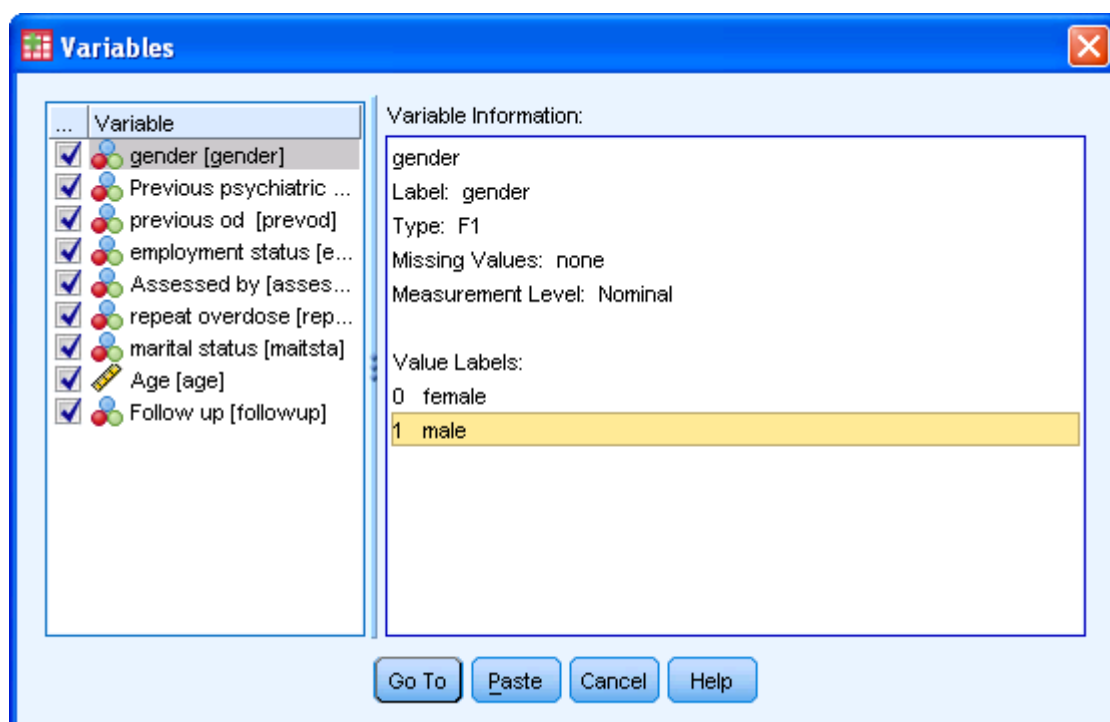 Variables
... Variable
gender [gender]
Previous psychiatric ...
previous od [prevod]
employment status [e...
Assessed by [asses...
repeat overdose [rep...
marital status [maitsta]
Age [age]
Follow up [followup]
Variable Information:
gender
Label: gender
Type: F1
Missing Values: none
Measurement Level: Nominal
Value Labels:
0 female
1 male
Go To Paste Cancel Help